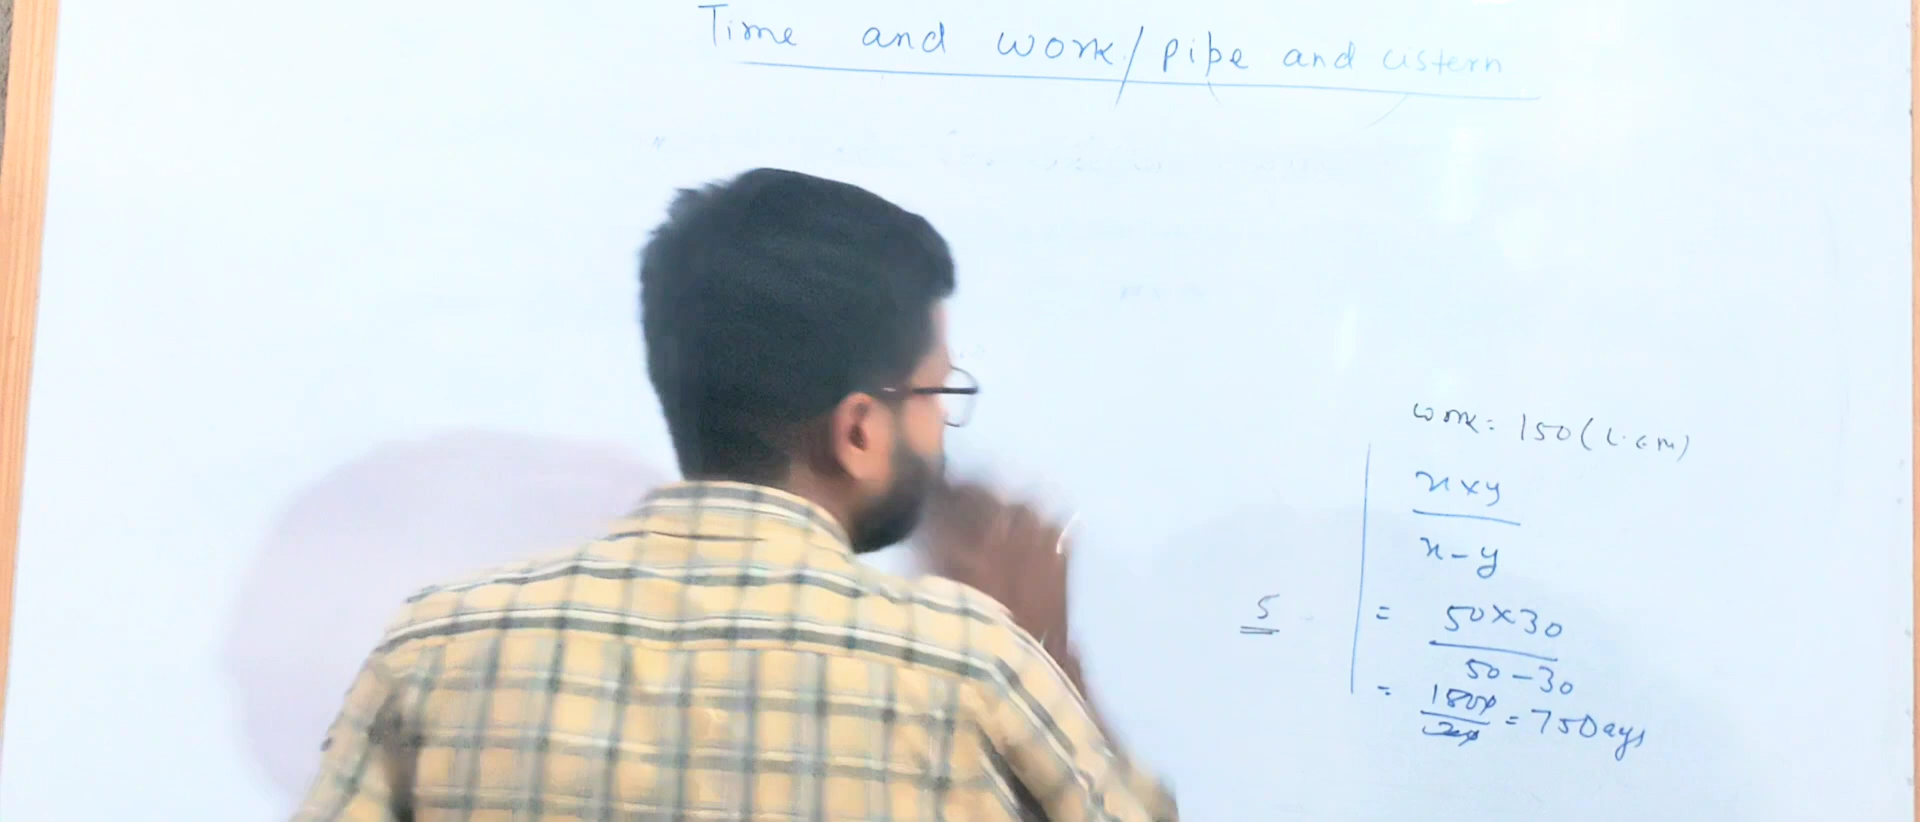 Time and work/pipe and cistern
work = 150 (L.C.M)
x × y
x - y
5
= 50 × 30
50 - 30
= 1500
20
= 75 Days